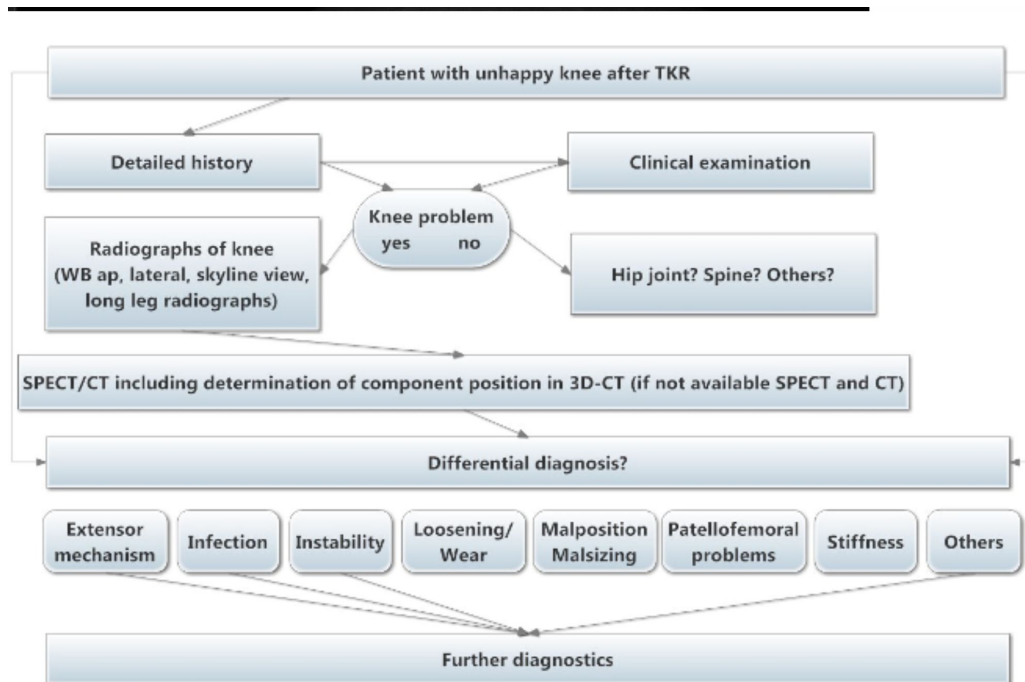 Patient with unhappy knee after TKR
Detailed history
Clinical examination
Knee problem
yes no
Radiographs of knee
(WB ap, lateral, skyline view,
long leg radiographs)
Hip joint? Spine? Others?
SPECT/CT including determination of component position in 3D-CT (if not available SPECT and CT)
Differential diagnosis?
Extensor
mechanism
Infection
Instability
Loosening/
Wear
Malposition
Malsizing
Patellofemoral
problems
Stiffness
Others
Further diagnostics